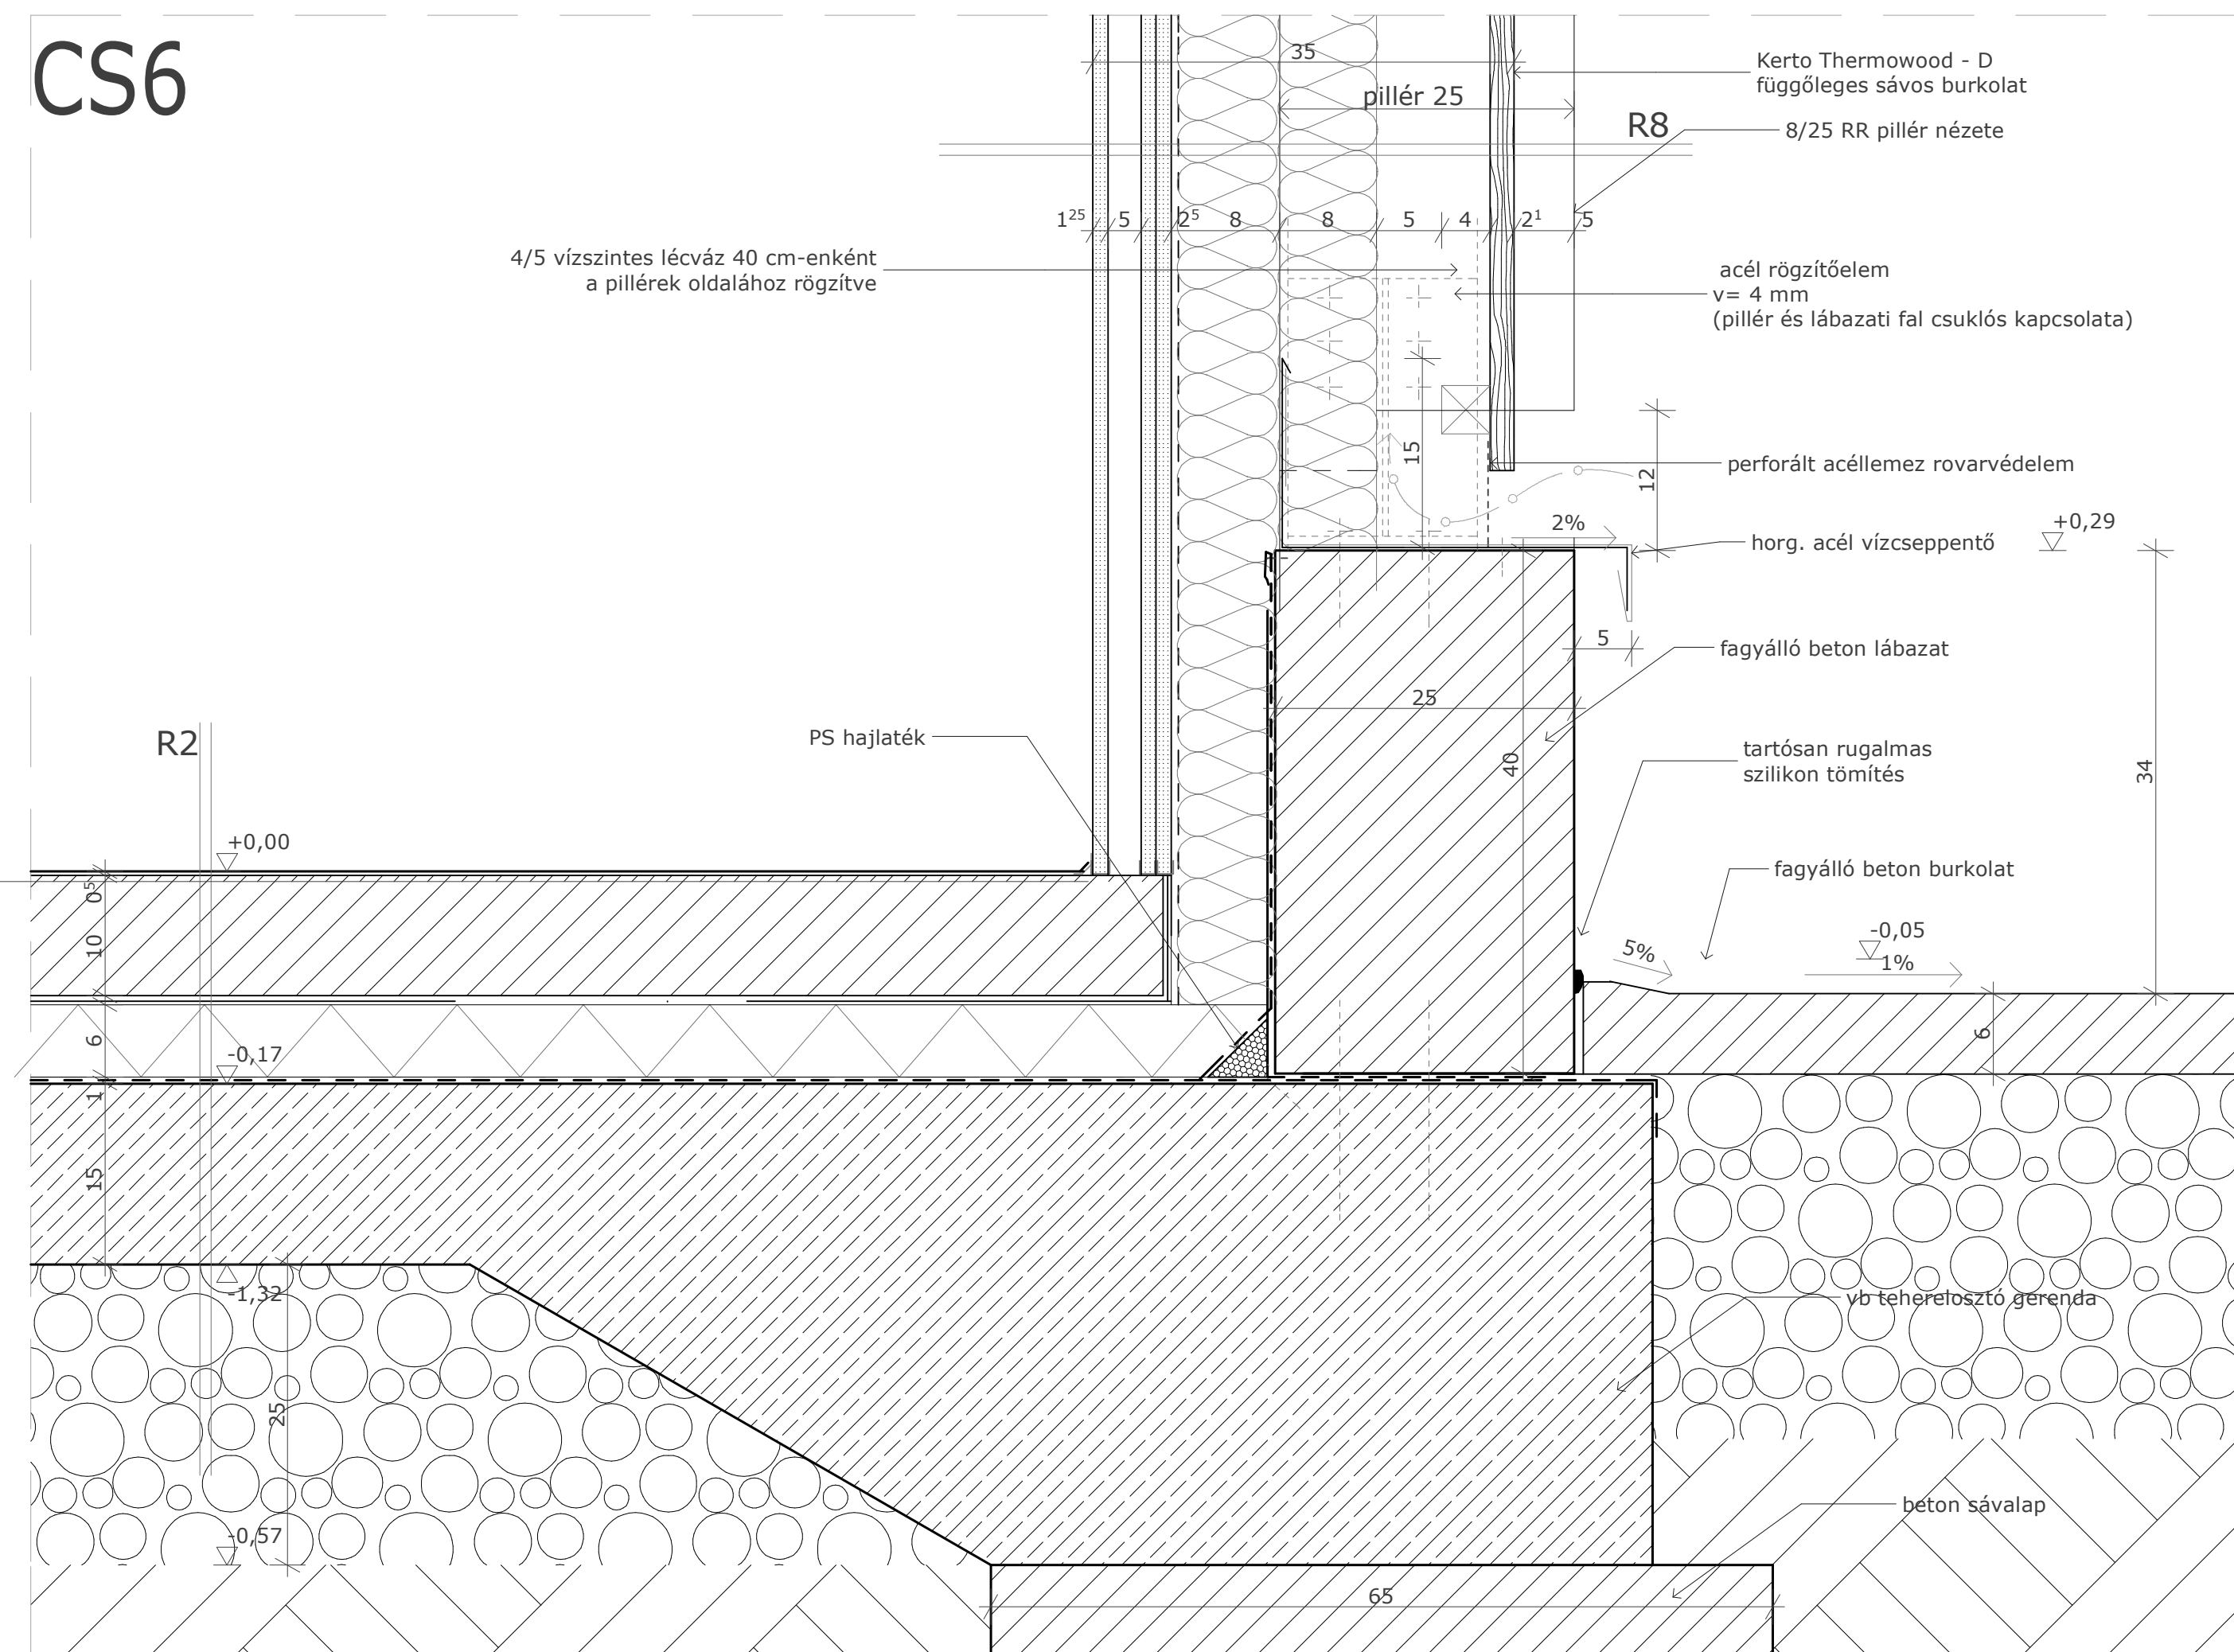 CS6
35
Kerto Thermowood - D
függőleges sávos burkolat
pillér 25
R8
8/25 RR pillér nézete
1²⁵ 5 2⁵ 8 8 5 4 2¹ 5
4/5 vízszintes lécváz 40 cm-enként
a pillérek oldalához rögzítve
acél rögzítőelem
v= 4 mm
(pillér és lábazati fal csuklós kapcsolata)
15
12
perforált acéllemez rovarvédelem
2%
+0,29
horg. acél vízcseppentő
5
fagyálló beton lábazat
25
R2
PS hajlaték
40
tartósan rugalmas
szilikon tömítés
34
+0,00
0⁵
fagyálló beton burkolat
10
5%
-0,05
1%
6
6
-0,17
1
15
-1,32
vb teherelosztó gerenda
25
beton sávalap
-0,57
65